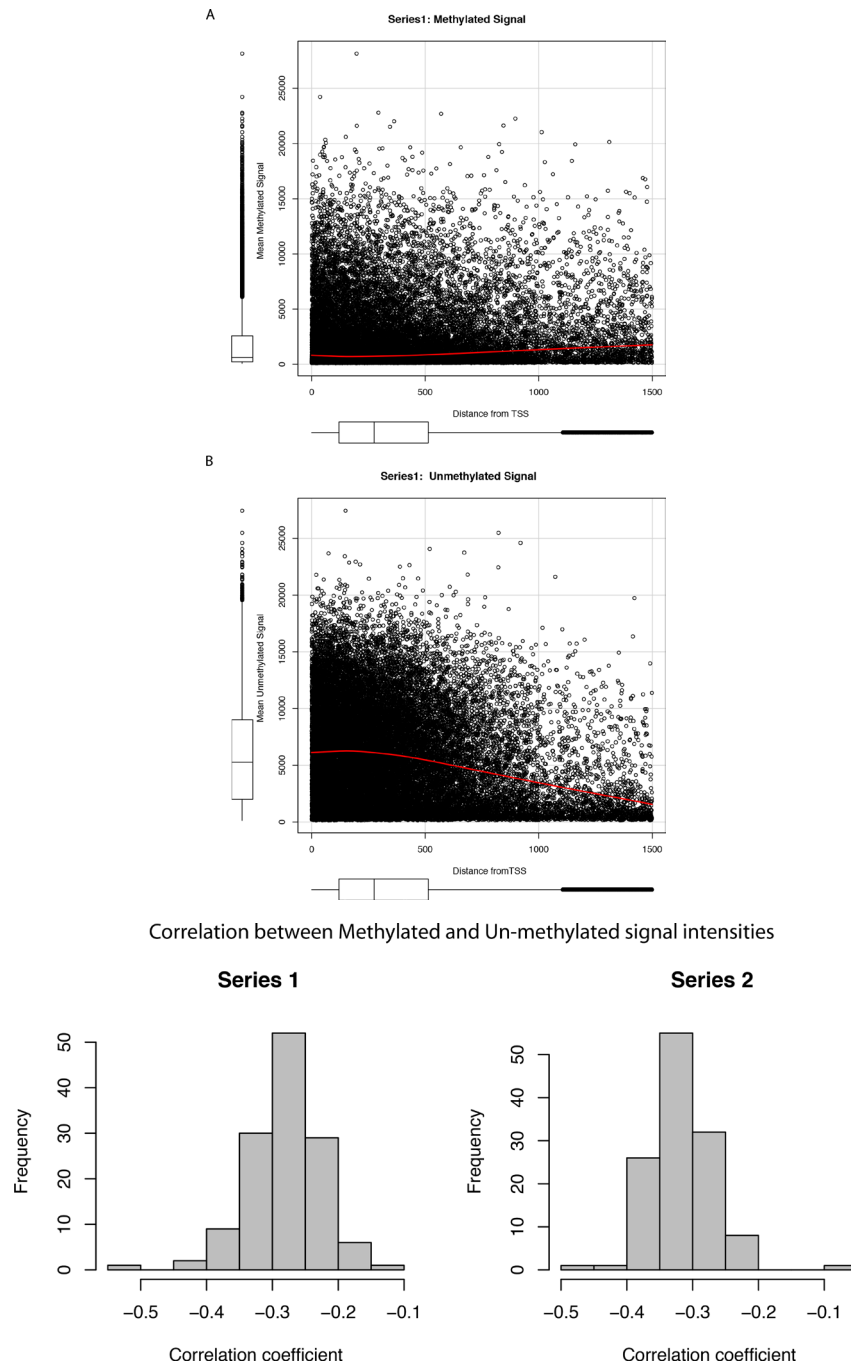 A
Series1: Methylated Signal
Mean Methylated Signal
25000
20000
15000
10000
5000
0
0 500 1000 1500
Distance from TSS
B
Series1: Unmethylated Signal
Mean Unmethylated Signal
25000
20000
15000
10000
5000
0
0 500 1000 1500
Distance fromTSS
Correlation between Methylated and Un-methylated signal intensities
Series 1
Frequency
50
40
30
20
10
0
−0.5 −0.4 −0.3 −0.2 −0.1
Correlation coefficient
Series 2
Frequency
50
40
30
20
10
0
−0.5 −0.4 −0.3 −0.2 −0.1
Correlation coefficient